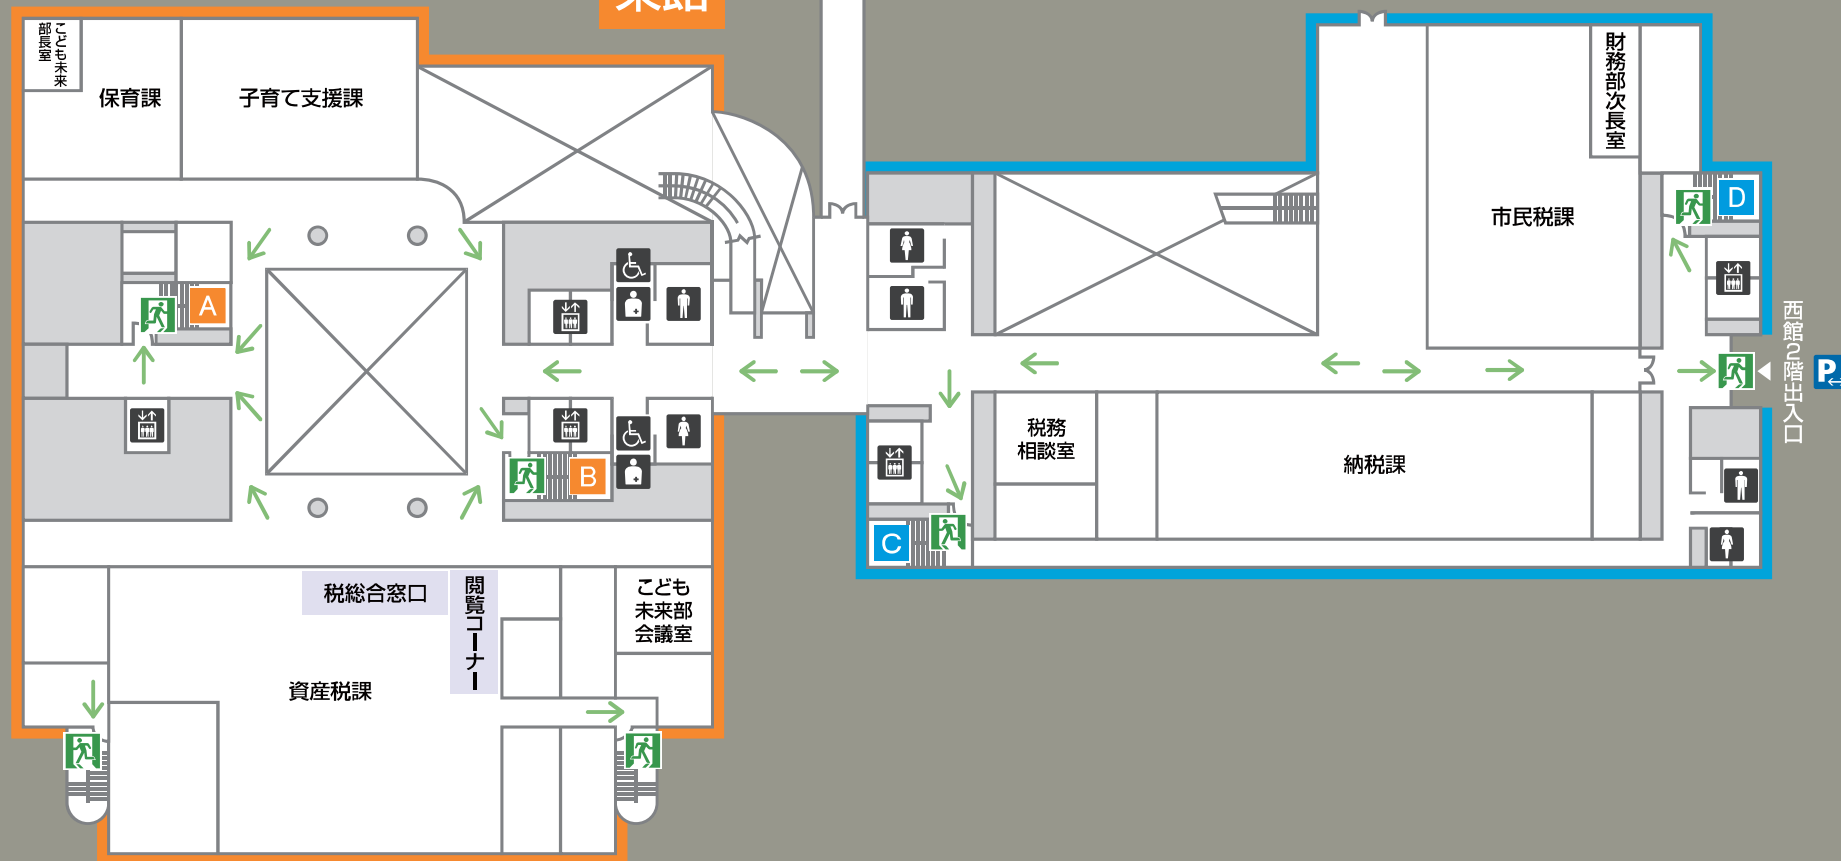 東館
こども未来
部長室
保育課
子育て支援課
財務部次長室
市民税課
A
D
西館2階出入口
P
税務
相談室
納税課
B
C
税総合窓口
閲覧コーナー
こども
未来部
会議室
資産税課